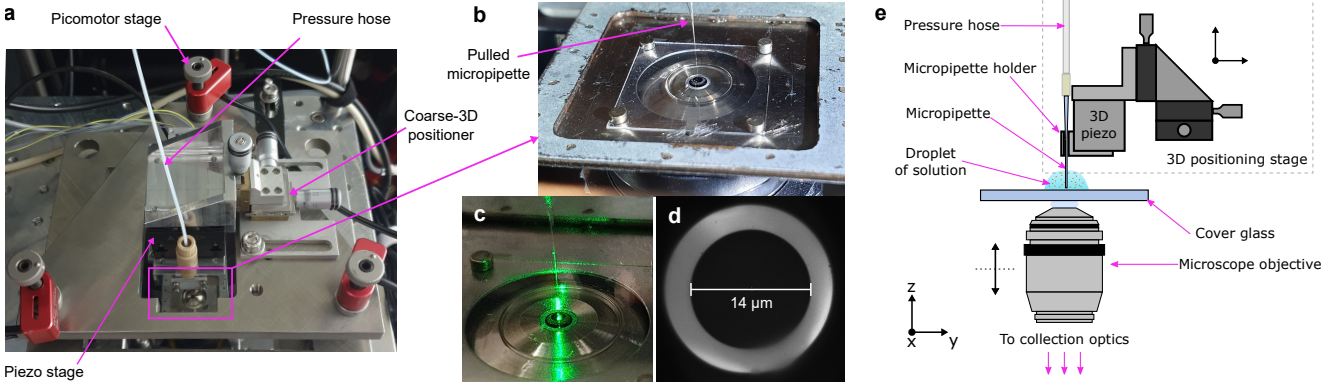 a
Picomotor stage
Pressure hose
Coarse-3D
positioner
Piezo stage
b
Pulled
micropipette
c
d
14 µm
e
Pressure hose
Micropipette holder
Micropipette
Droplet
of solution
3D
piezo
3D positioning stage
Cover glass
Microscope objective
z
x
y
To collection optics